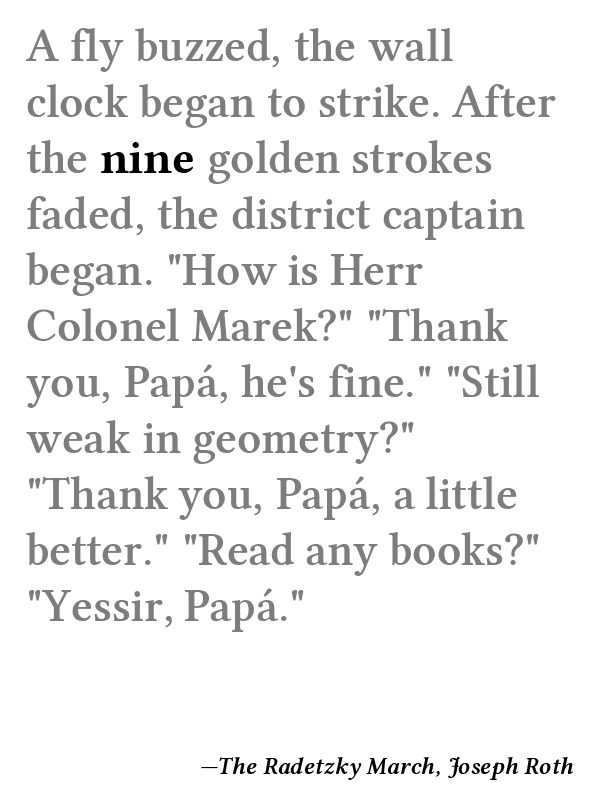 A fly buzzed, the wall
clock began to strike. After
the nine golden strokes
faded, the district captain
began. "How is Herr
Colonel Marek?" "Thank
you, Papá, he's fine." "Still
weak in geometry?"
"Thank you, Papá, a little
better." "Read any books?"
"Yessir, Papá."
—The Radetzky March, Joseph Roth